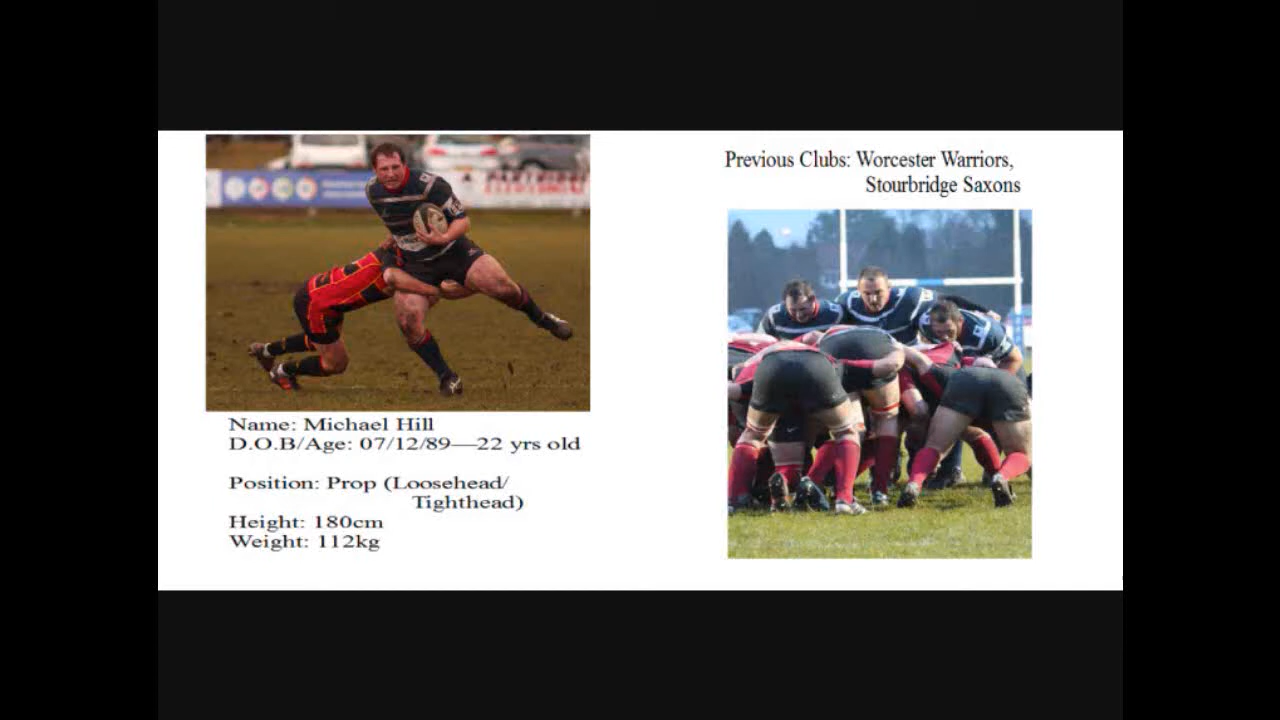 Name: Michael Hill
D.O.B/Age: 07/12/89—22 yrs old
Position: Prop (Loosehead/
Tighthead)
Height: 180cm
Weight: 112kg
Previous Clubs: Worcester Warriors,
Stourbridge Saxons